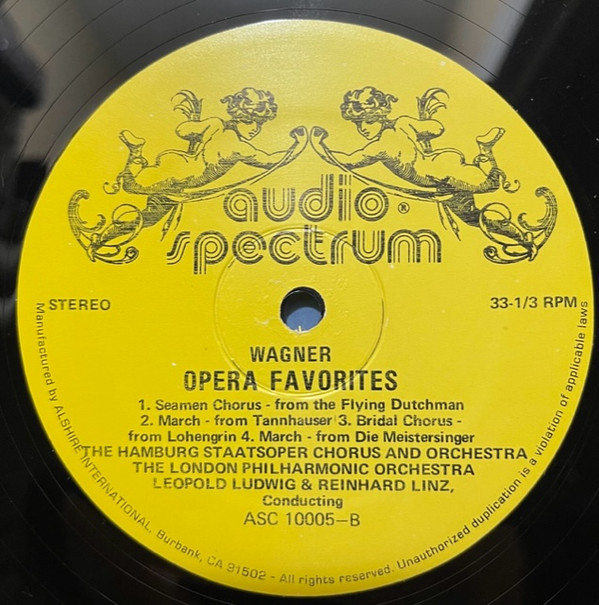 audio®
spectrum
STEREO
33-1/3 RPM
WAGNER
OPERA FAVORITES
1. Seamen Chorus - from the Flying Dutchman
2. March - from Tannhauser 3. Bridal Chorus -
from Lohengrin 4. March - from Die Meistersinger
THE HAMBURG STAATSOPER CHORUS AND ORCHESTRA
THE LONDON PHILHARMONIC ORCHESTRA
LEOPOLD LUDWIG & REINHARD LINZ,
Conducting
ASC 10005-B
Manufactured by ALSHIRE INTERNATIONAL, Burbank, CA 91502 - All rights reserved. Unauthorized duplication is a violation of applicable laws